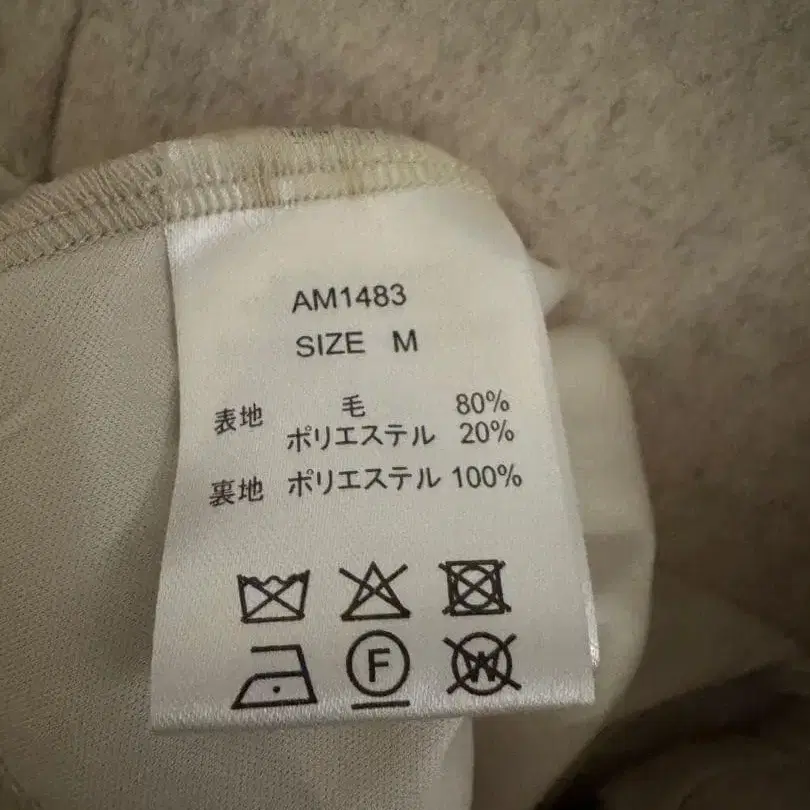 AM1483
SIZE M
表地 毛 80%
ポリエステル 20%
裏地 ポリエステル 100%
F
W